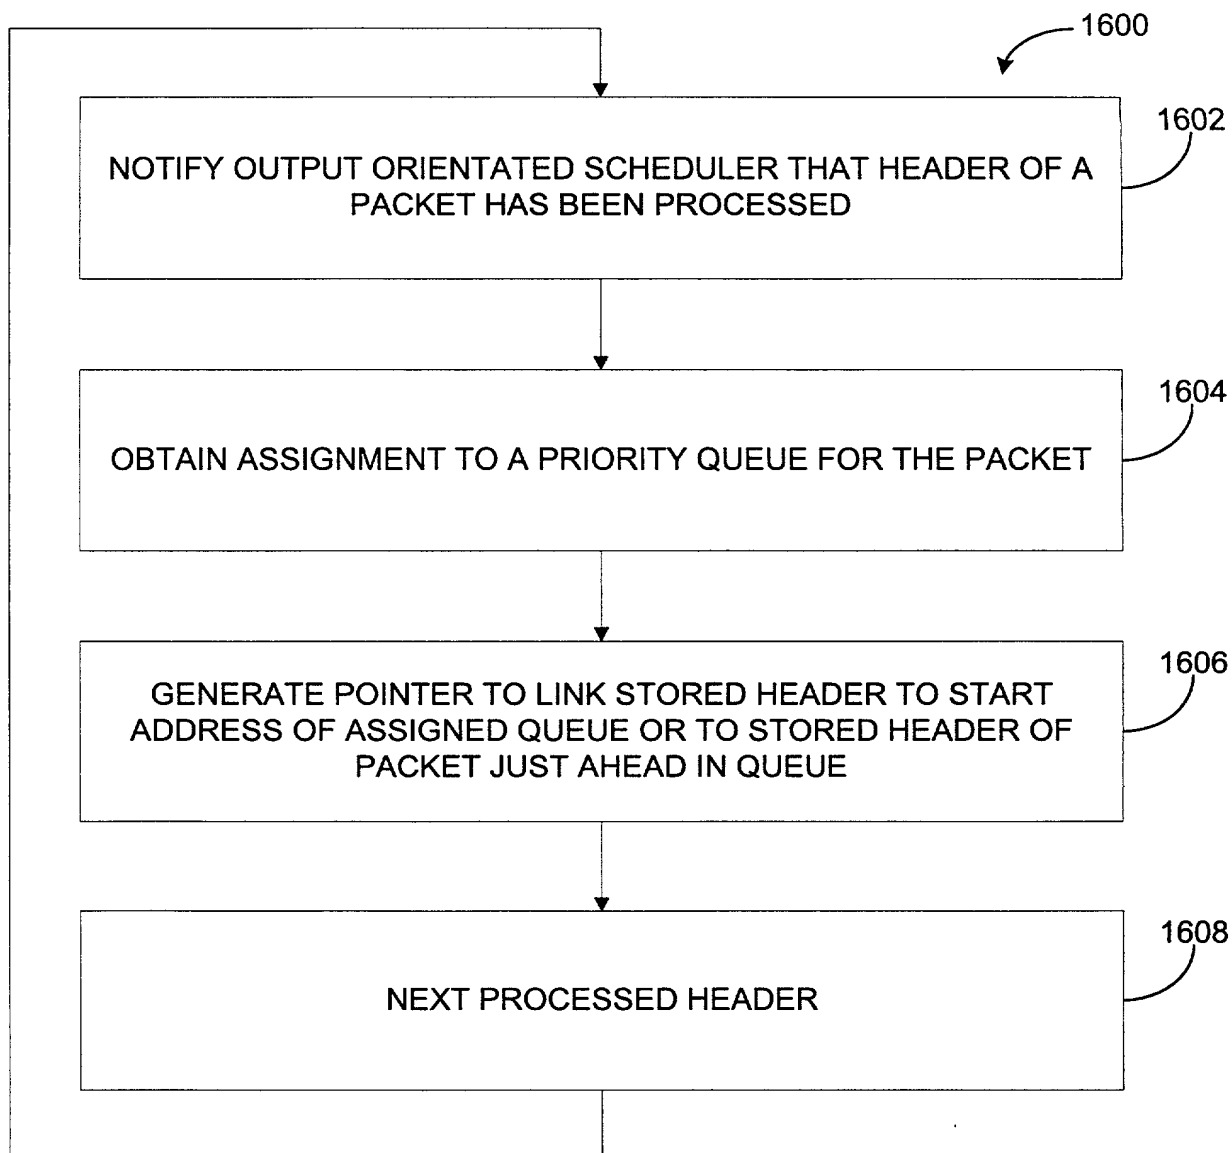 1600
1602
NOTIFY OUTPUT ORIENTATED SCHEDULER THAT HEADER OF A
PACKET HAS BEEN PROCESSED
1604
OBTAIN ASSIGNMENT TO A PRIORITY QUEUE FOR THE PACKET
1606
GENERATE POINTER TO LINK STORED HEADER TO START
ADDRESS OF ASSIGNED QUEUE OR TO STORED HEADER OF
PACKET JUST AHEAD IN QUEUE
1608
NEXT PROCESSED HEADER